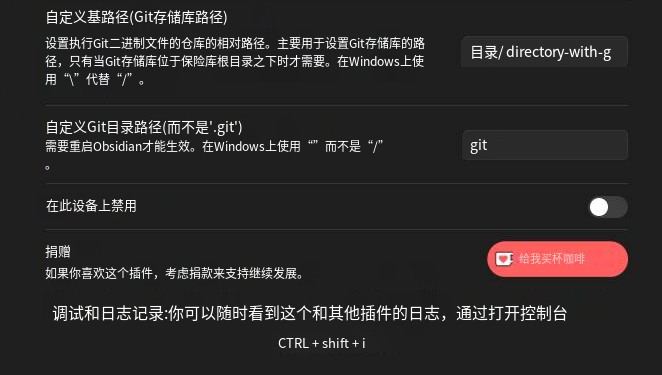 自定义基路径(Git存储库路径)
设置执行Git二进制文件的仓库的相对路径。主要用于设置Git存储库的路
径，只有当Git存储库位于保险库根目录之下时才需要。在Windows上使
用“\”代替“/”。
目录/ directory-with-g
自定义Git目录路径(而不是'.git')
需要重启Obsidian才能生效。在Windows上使用“”而不是“/”
。
git
在此设备上禁用
捐赠
如果你喜欢这个插件，考虑捐款来支持继续发展。
给我买杯咖啡
调试和日志记录:你可以随时看到这个和其他插件的日志，通过打开控制台
CTRL + shift + i